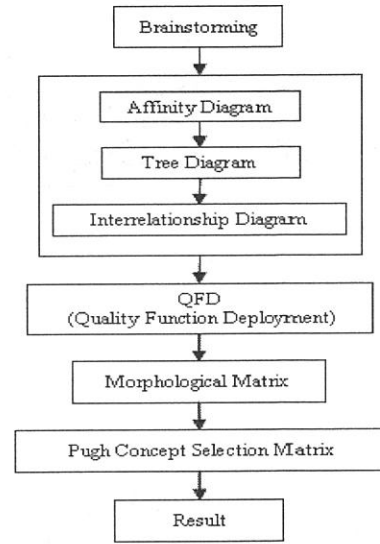 Brainstorming
Affinity Diagram
Tree Diagram
Interrelationship Diagram
QFD
(Quality Function Deployment)
Morphological Matrix
Pugh Concept Selection Matrix
Result